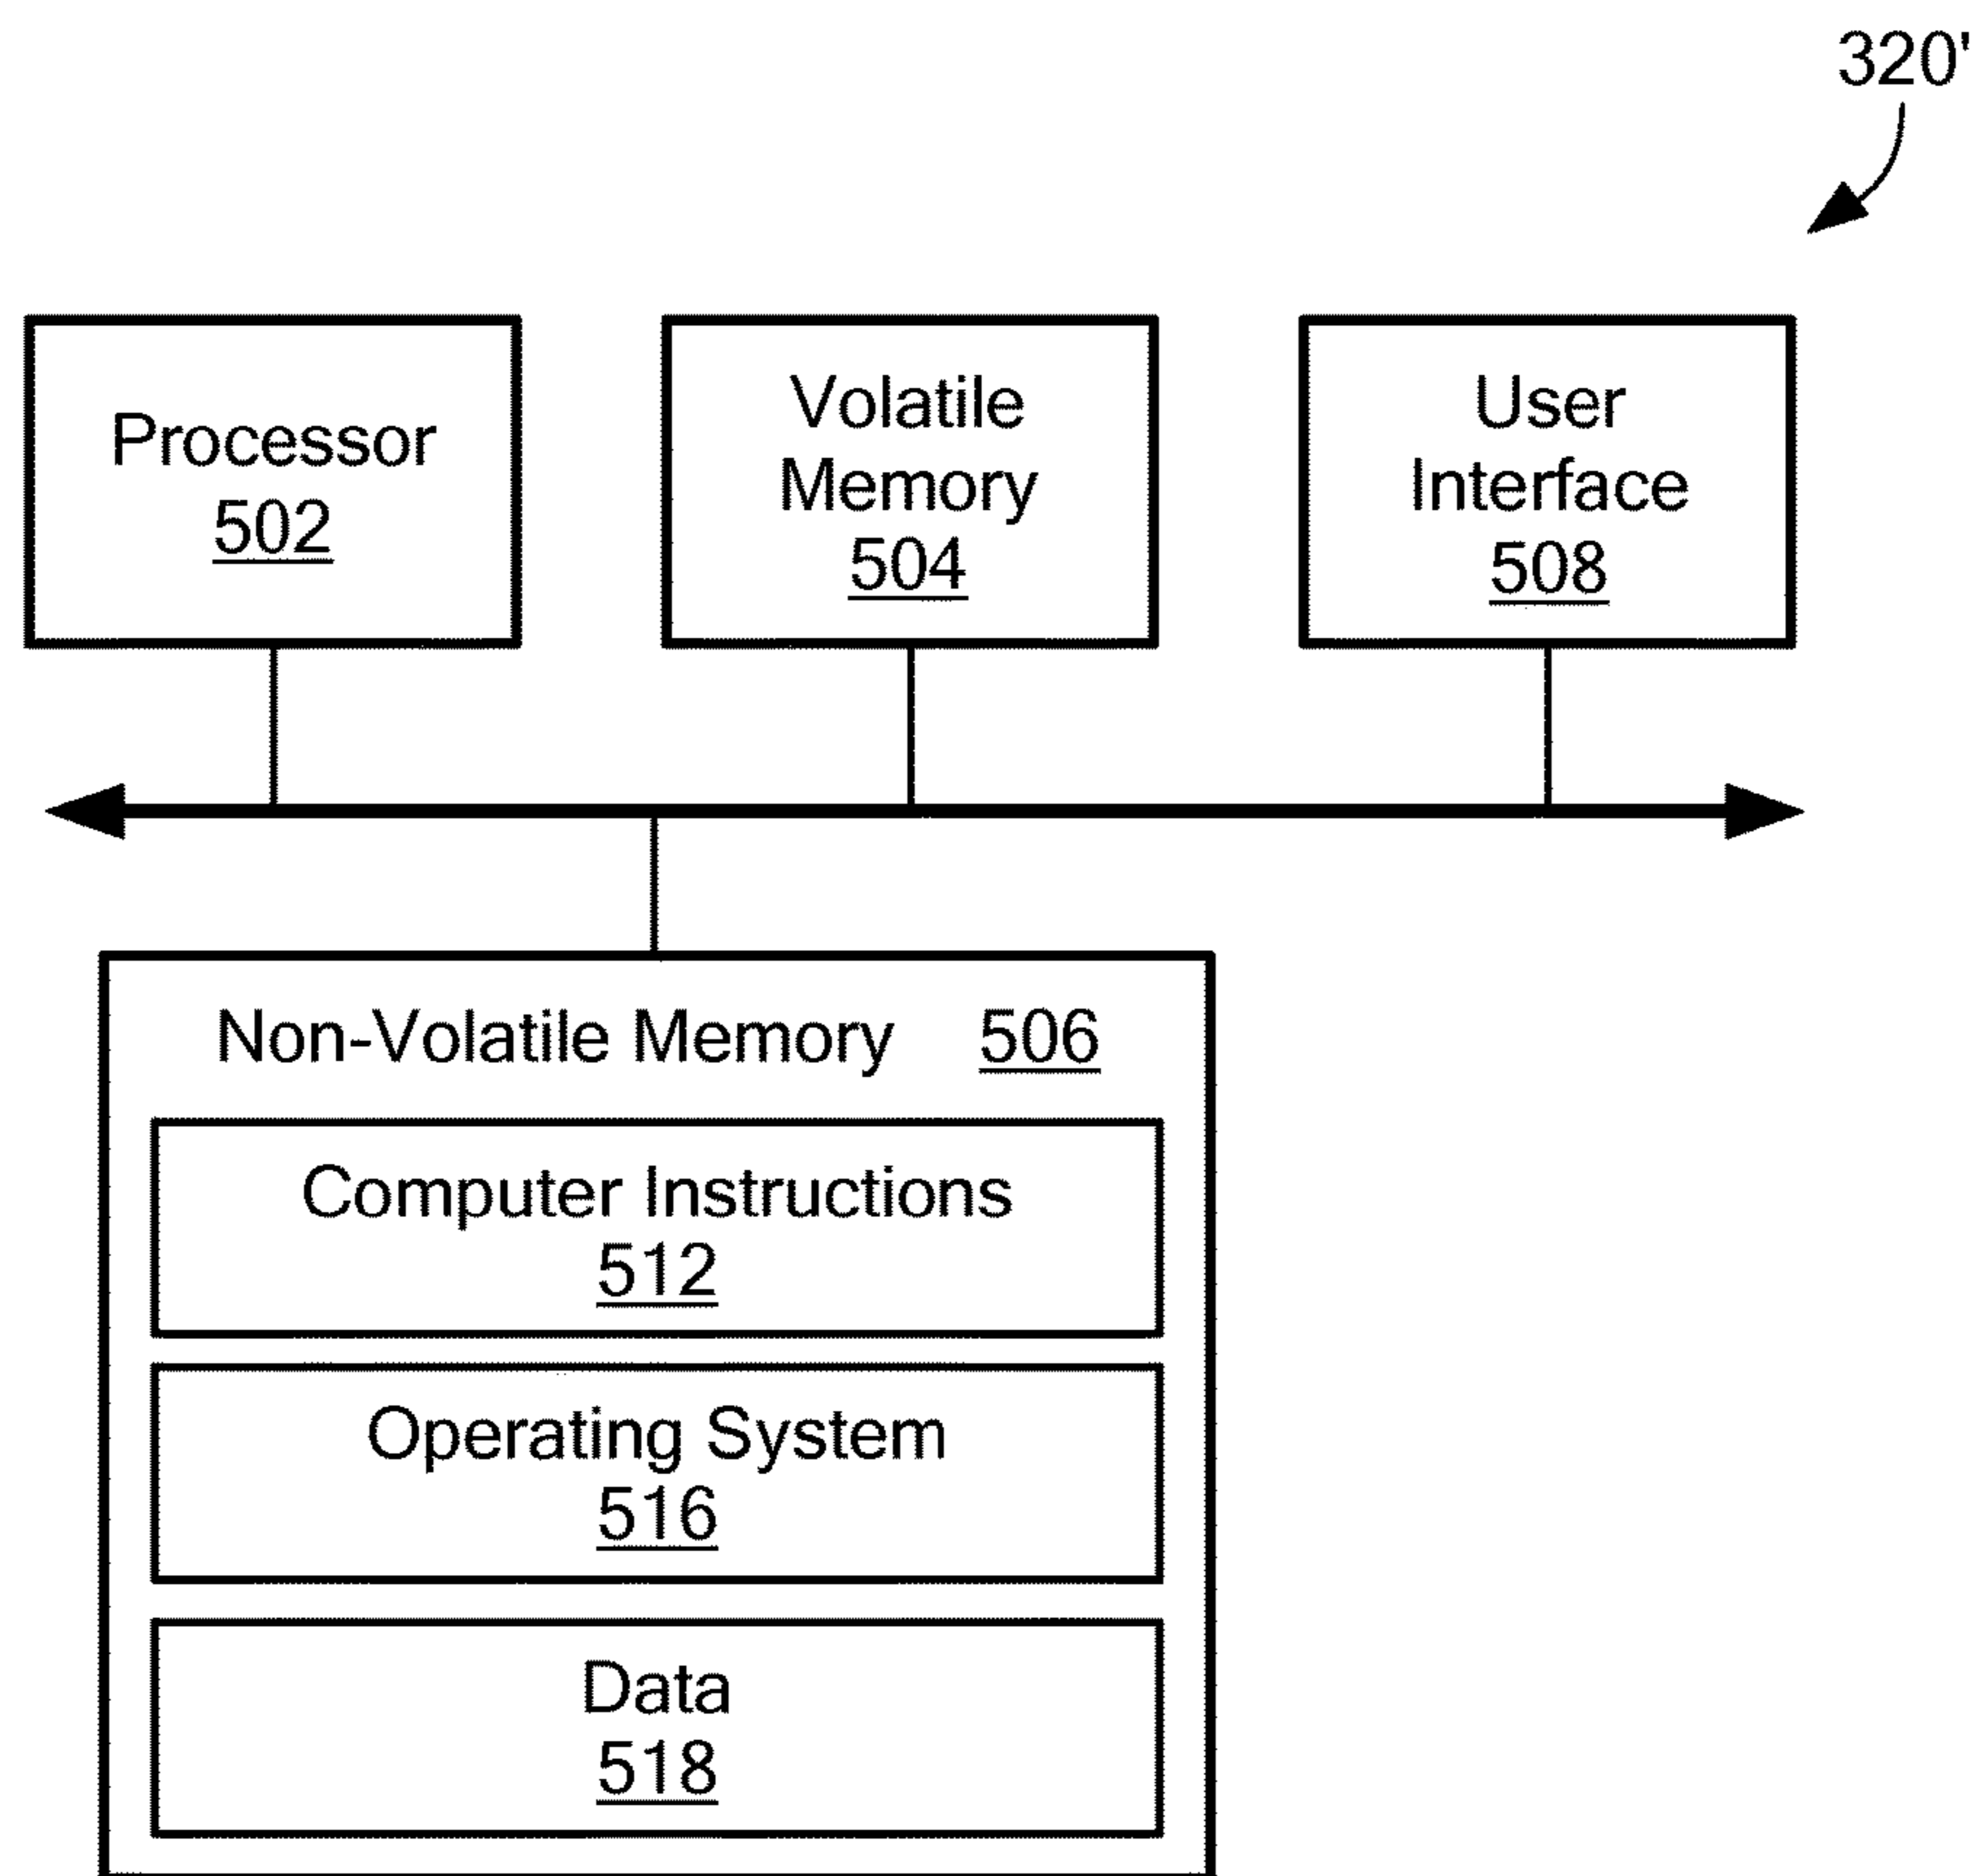 320'
Processor
502
Volatile
Memory
504
User
Interface
508
Non-Volatile Memory 506
Computer Instructions
512
Operating System
516
Data
518